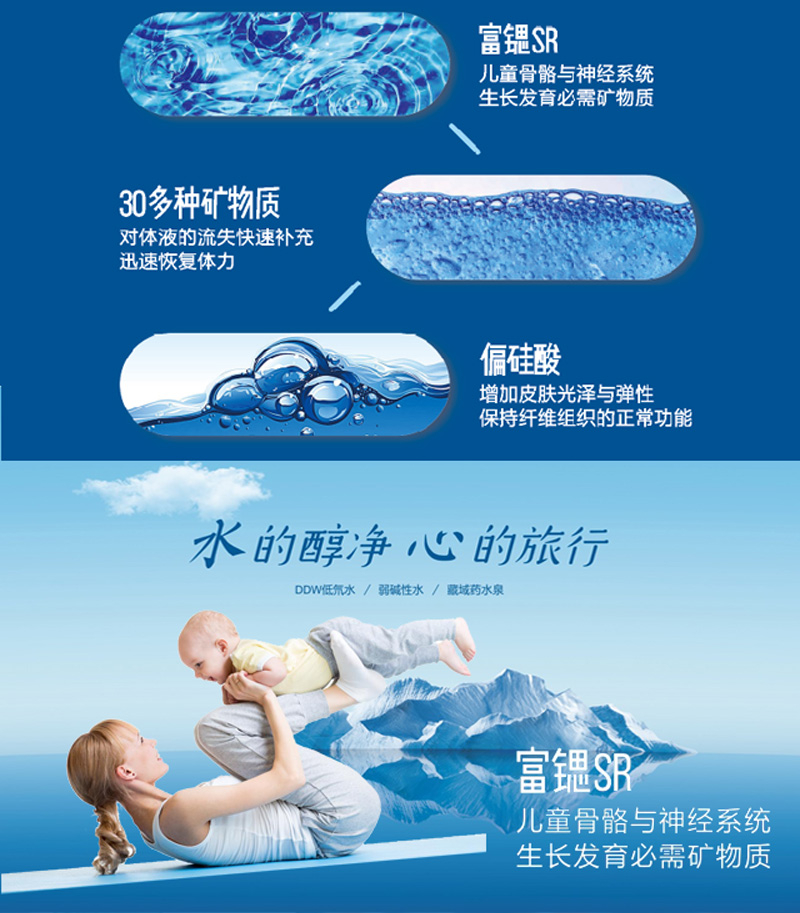 富锶SR
儿童骨骼与神经系统
生长发育必需矿物质
30多种矿物质
对体液的流失快速补充
迅速恢复体力
偏硅酸
增加皮肤光泽与弹性
保持纤维组织的正常功能
水的醇净 心的旅行
DDW低氘水 / 弱碱性水 / 藏域药水泉
富锶SR
儿童骨骼与神经系统
生长发育必需矿物质